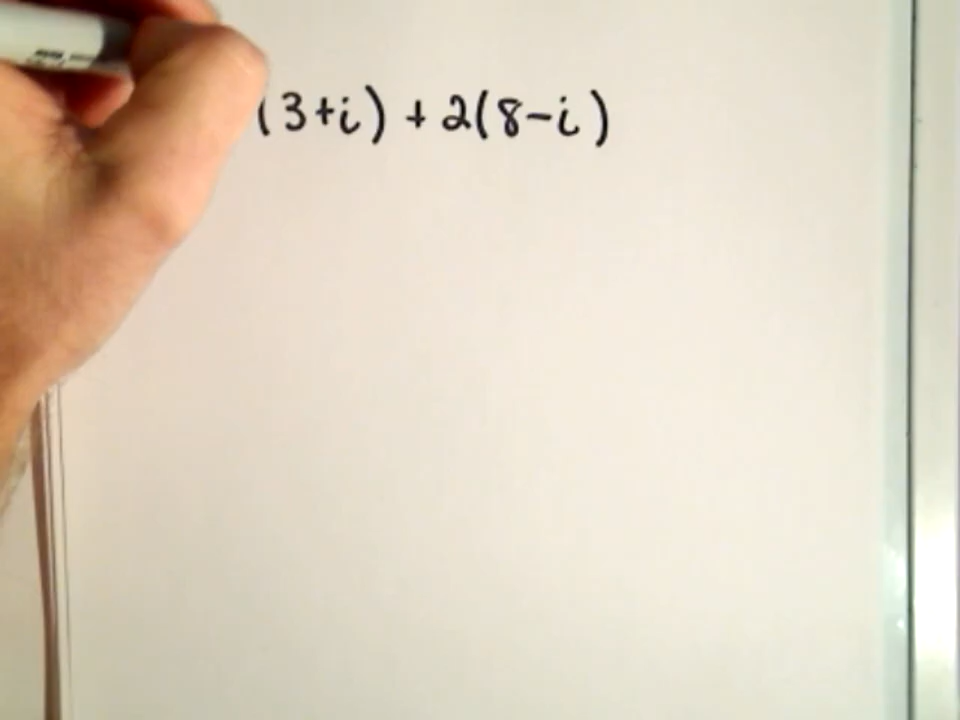 (3+i) + 2(8-i)